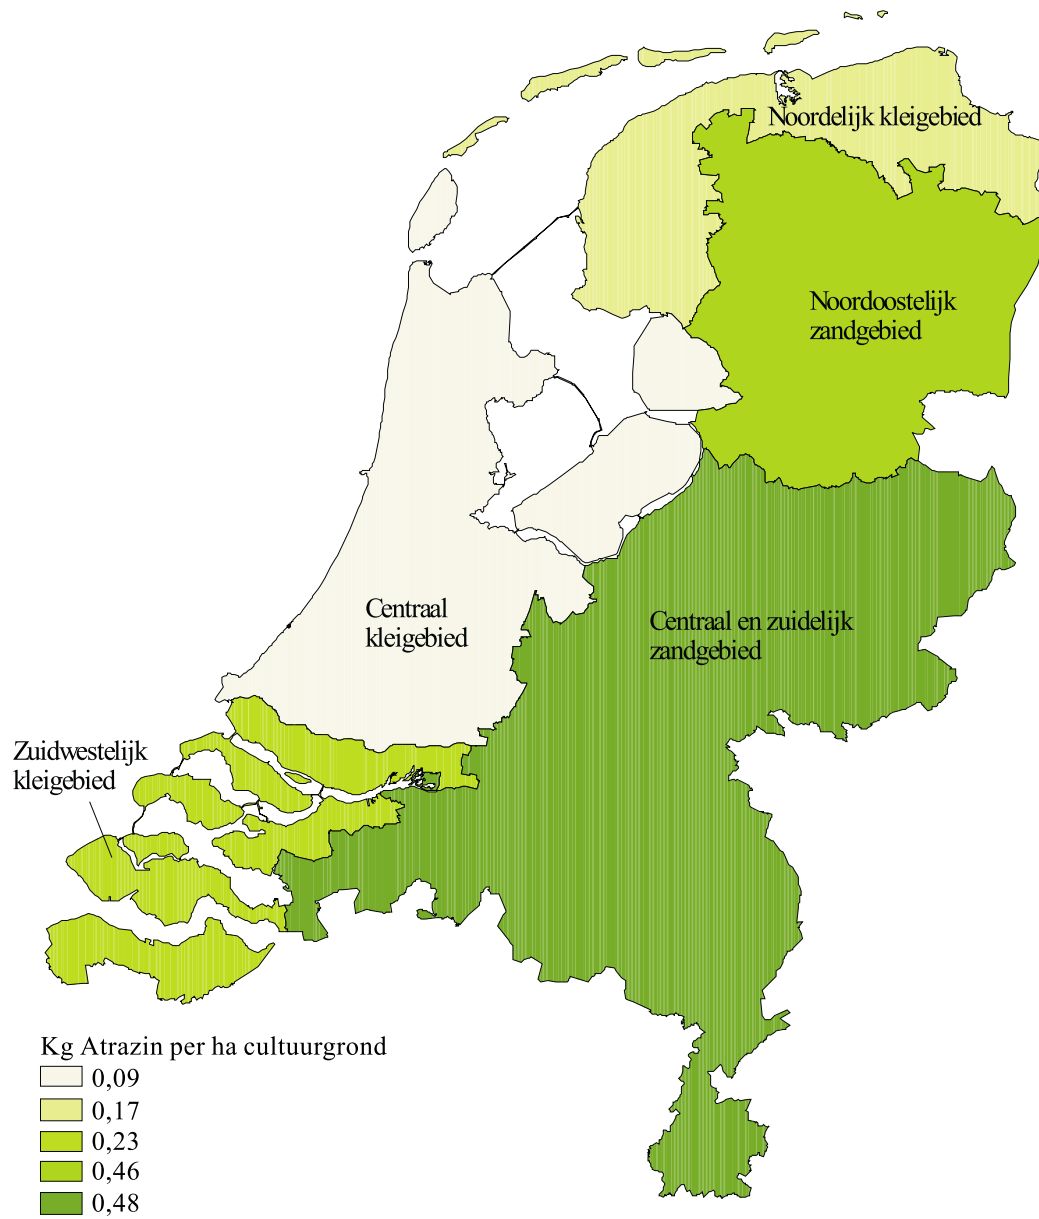 Noordelijk kleigebied
Noordoostelijk
zandgebied
Centraal
kleigebied
Centraal en zuidelijk
zandgebied
Zuidwestelijk
kleigebied
Kg Atrazin per ha cultuurgrond
0,09
0,17
0,23
0,46
0,48